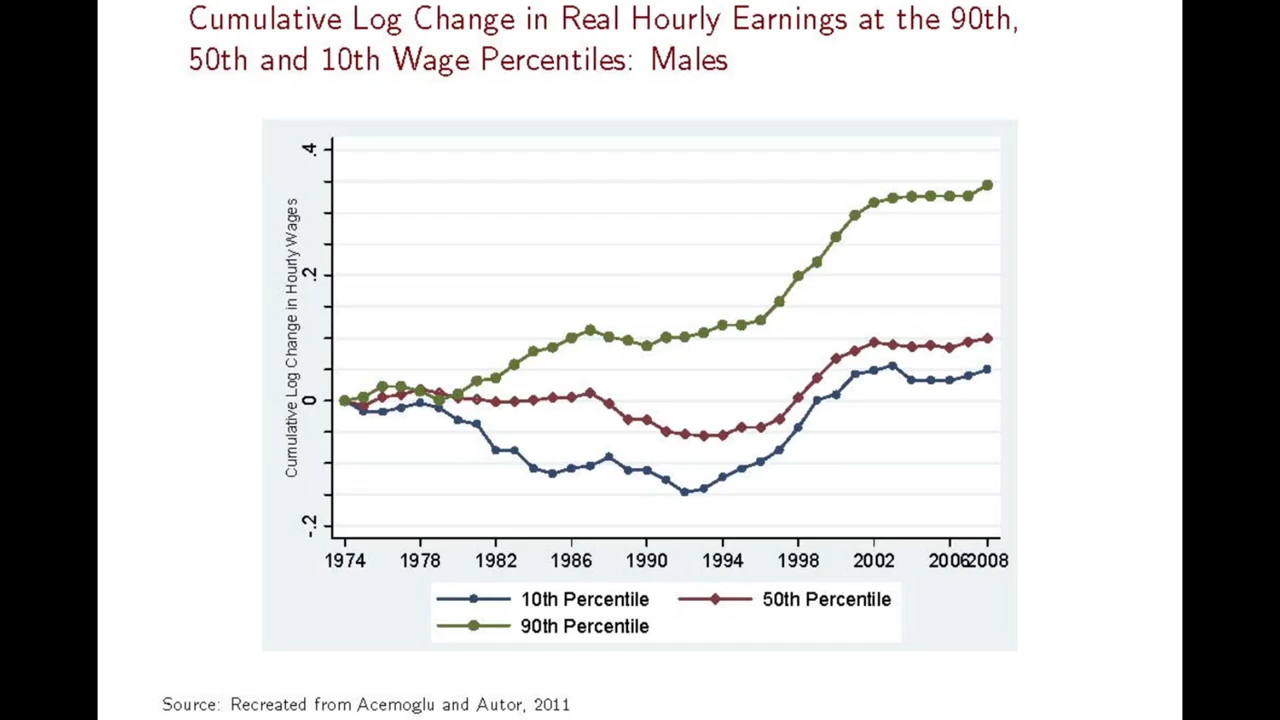 Cumulative Log Change in Real Hourly Earnings at the 90th,
50th and 10th Wage Percentiles: Males
Cumulative Log Change in Hourly Wages
.4
.2
0
-.2
1974 1978 1982 1986 1990 1994 1998 2002 2006 2008
10th Percentile 50th Percentile
90th Percentile
Source: Recreated from Acemoglu and Autor, 2011